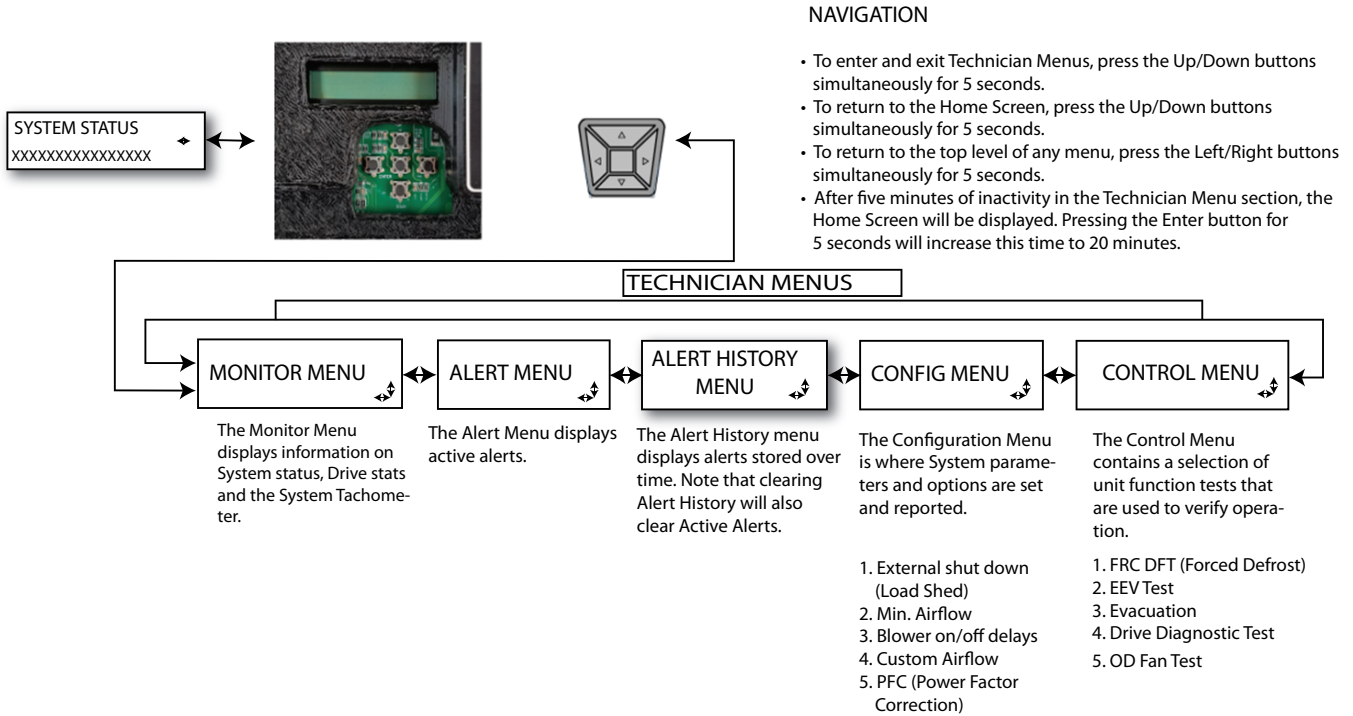 NAVIGATION
• To enter and exit Technician Menus, press the Up/Down buttons
simultaneously for 5 seconds.
• To return to the Home Screen, press the Up/Down buttons
simultaneously for 5 seconds.
• To return to the top level of any menu, press the Left/Right buttons
simultaneously for 5 seconds.
• After five minutes of inactivity in the Technician Menu section, the
Home Screen will be displayed. Pressing the Enter button for
5 seconds will increase this time to 20 minutes.
SYSTEM STATUS
XXXXXXXXXXXXXXXX
TECHNICIAN MENUS
MONITOR MENU
The Monitor Menu
displays information on
System status, Drive stats
and the System Tachome-
ter.
ALERT MENU
The Alert Menu displays
active alerts.
ALERT HISTORY
MENU
The Alert History menu
displays alerts stored over
time. Note that clearing
Alert History will also
clear Active Alerts.
CONFIG MENU
The Configuration Menu
is where System parame-
ters and options are set
and reported.
1. External shut down
(Load Shed)
2. Min. Airflow
3. Blower on/off delays
4. Custom Airflow
5. PFC (Power Factor
Correction)
CONTROL MENU
The Control Menu
contains a selection of
unit function tests that
are used to verify opera-
tion.
1. FRC DFT (Forced Defrost)
2. EEV Test
3. Evacuation
4. Drive Diagnostic Test
5. OD Fan Test